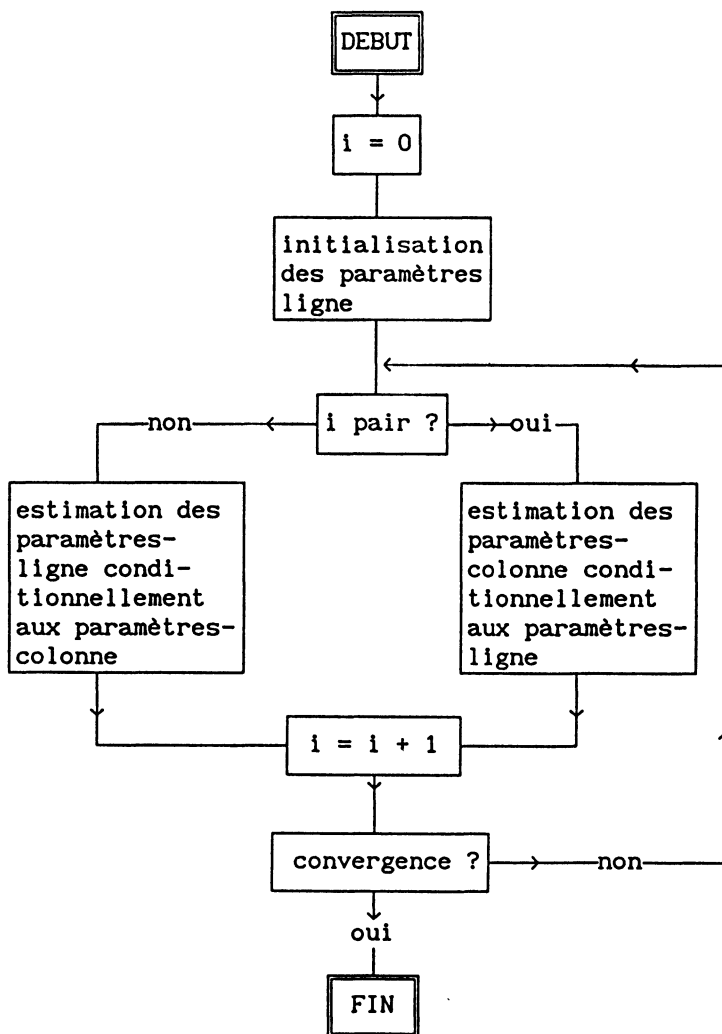 DEBUT
i = 0
initialisation
des paramètres
ligne
i pair ?
non
oui
estimation des
paramètres-
ligne condi-
tionnellement
aux paramètres-
colonne
estimation des
paramètres-
colonne condi-
tionnellement
aux paramètres-
ligne
i = i + 1
convergence ?
non
oui
FIN